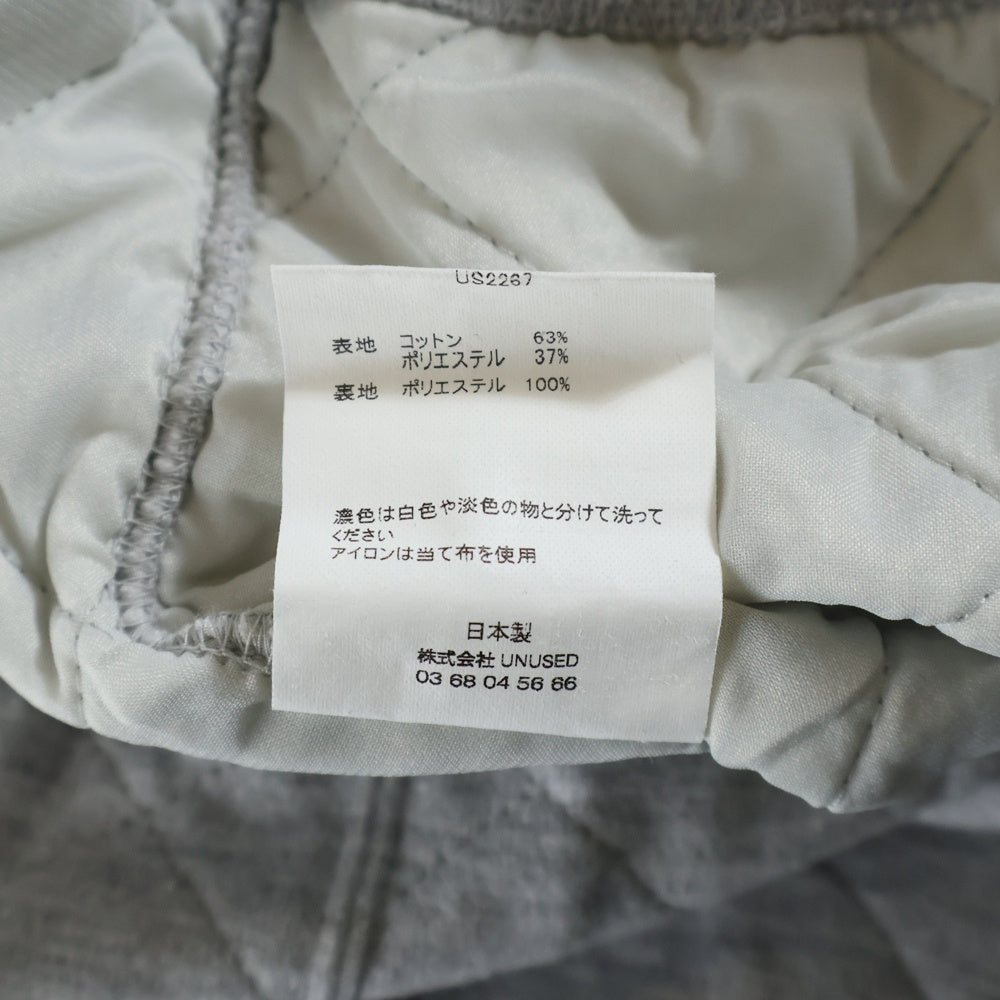 US2267
表地 コットン 63%
ポリエステル 37%
裏地 ポリエステル 100%
濃色は白色や淡色の物と分けて洗って
ください
アイロンは当て布を使用
日本製
株式会社 UNUSED
03 68 04 56 66